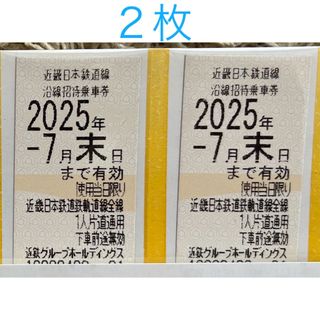 ２枚
近畿日本鉄道線
沿線招待乗車券
2025年
-7月末日
まで有効
使用当日限り
近畿日本鉄道鉄軌道線全線
1人片道通用
下車前途無効
近鉄グループホールディングス
近畿日本鉄道線
沿線招待乗車券
2025年
-7月末日
まで有効
使用当日限り
近畿日本鉄道鉄軌道線全線
1人片道通用
下車前途無効
近鉄グループホールディングス